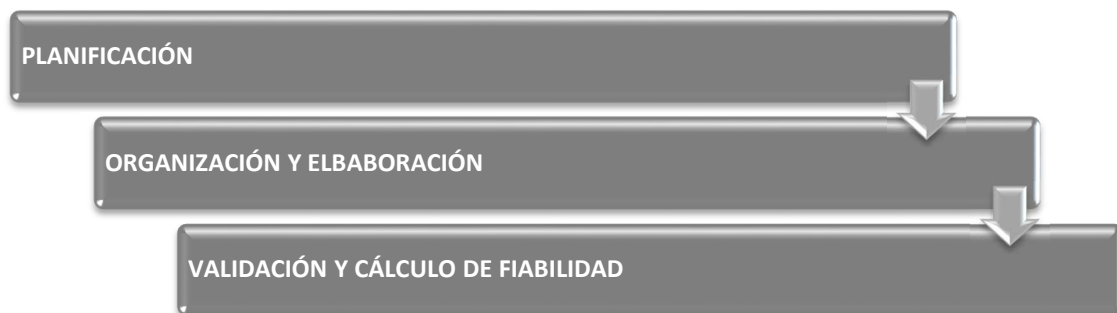 PLANIFICACIÓN
ORGANIZACIÓN Y ELBABORACIÓN
VALIDACIÓN Y CÁLCULO DE FIABILIDAD